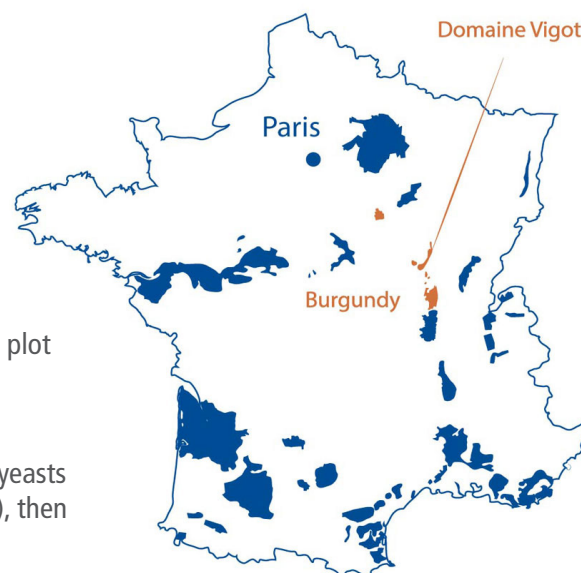 Domaine Vigot
Paris
Burgundy
plot
yeasts
), then